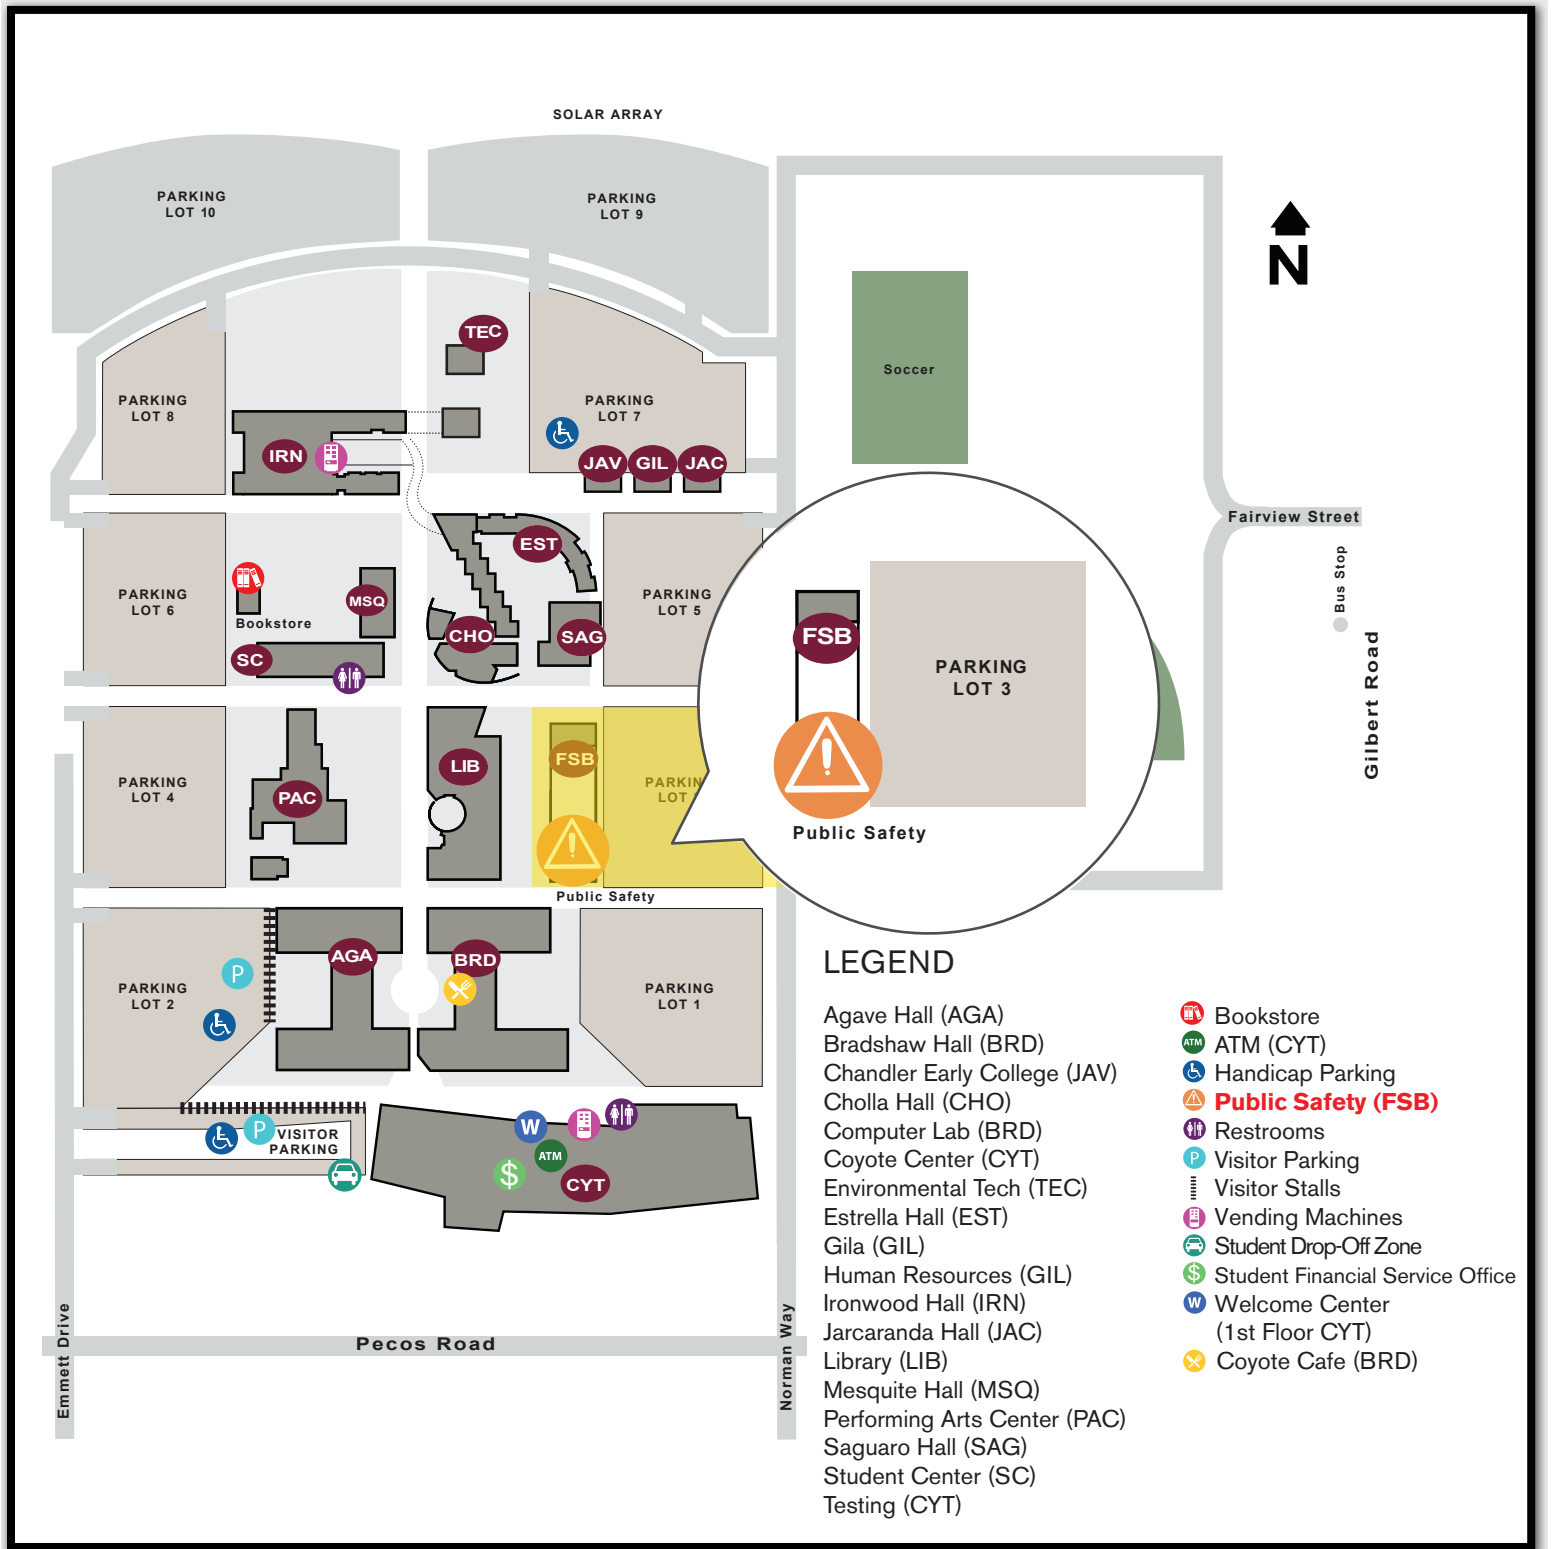 SOLAR ARRAY
PARKING
LOT 10
PARKING
LOT 9
N
TEC
Soccer
PARKING
LOT 8
PARKING
LOT 7
IRN
JAV
GIL
JAC
Fairview Street
EST
Bus Stop
PARKING
LOT 6
MSQ
PARKING
LOT 5
Bookstore
CHO
SAG
SC
FSB
PARKING
LOT 3
Gilbert Road
PARKING
LOT 4
PAC
LIB
FSB
PARKIN
LOT
Public Safety
Public Safety
AGA
BRD
P
PARKING
LOT 2
PARKING
LOT 1
P
VISITOR
PARKING
W
ATM
$
CYT
Emmett Drive
Pecos Road
Norman Way
LEGEND
Agave Hall (AGA)
Bradshaw Hall (BRD)
Chandler Early College (JAV)
Cholla Hall (CHO)
Computer Lab (BRD)
Coyote Center (CYT)
Environmental Tech (TEC)
Estrella Hall (EST)
Gila (GIL)
Human Resources (GIL)
Ironwood Hall (IRN)
Jarcaranda Hall (JAC)
Library (LIB)
Mesquite Hall (MSQ)
Performing Arts Center (PAC)
Saguaro Hall (SAG)
Student Center (SC)
Testing (CYT)
Bookstore
ATM ATM (CYT)
Handicap Parking
Public Safety (FSB)
Restrooms
P Visitor Parking
Visitor Stalls
Vending Machines
Student Drop-Off Zone
$ Student Financial Service Office
W Welcome Center
(1st Floor CYT)
Coyote Cafe (BRD)